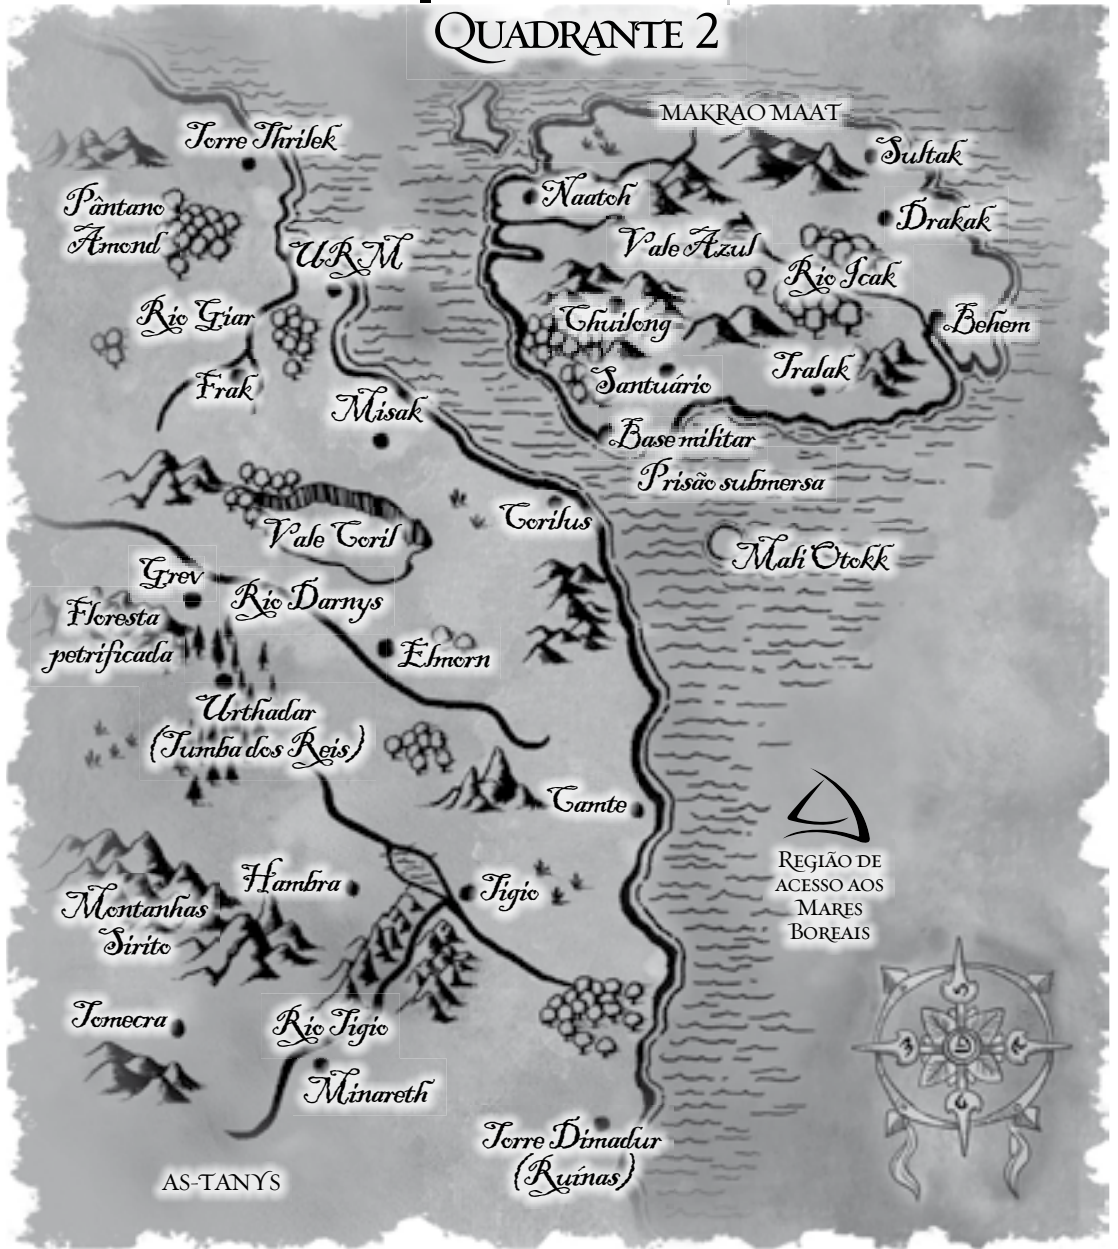 QUADRANTE 2
MAKRAO MAAT
Torre Thrilek
Sultak
Naatoh
Pântano
Amond
Drakak
Vale Azul
URM
Rio Icak
Rio Giar
Chuilong
Behem
Frak
Santuário
Tralak
Misak
Base militar
Prisão submersa
Corilus
Vale Coril
Mali'Otokk
Grev
Rio Darnys
Floresta
petrificada
Elmorn
Urthadar
(Tumba dos Reis)
Camte
REGIÃO DE
ACESSO AOS
MARES
BOREAIS
Hambra
Tigio
Montanhas
Sirito
Tomecra
Rio Tigio
Minareth
Torre Dimadur
(Ruínas)
AS-TANYS